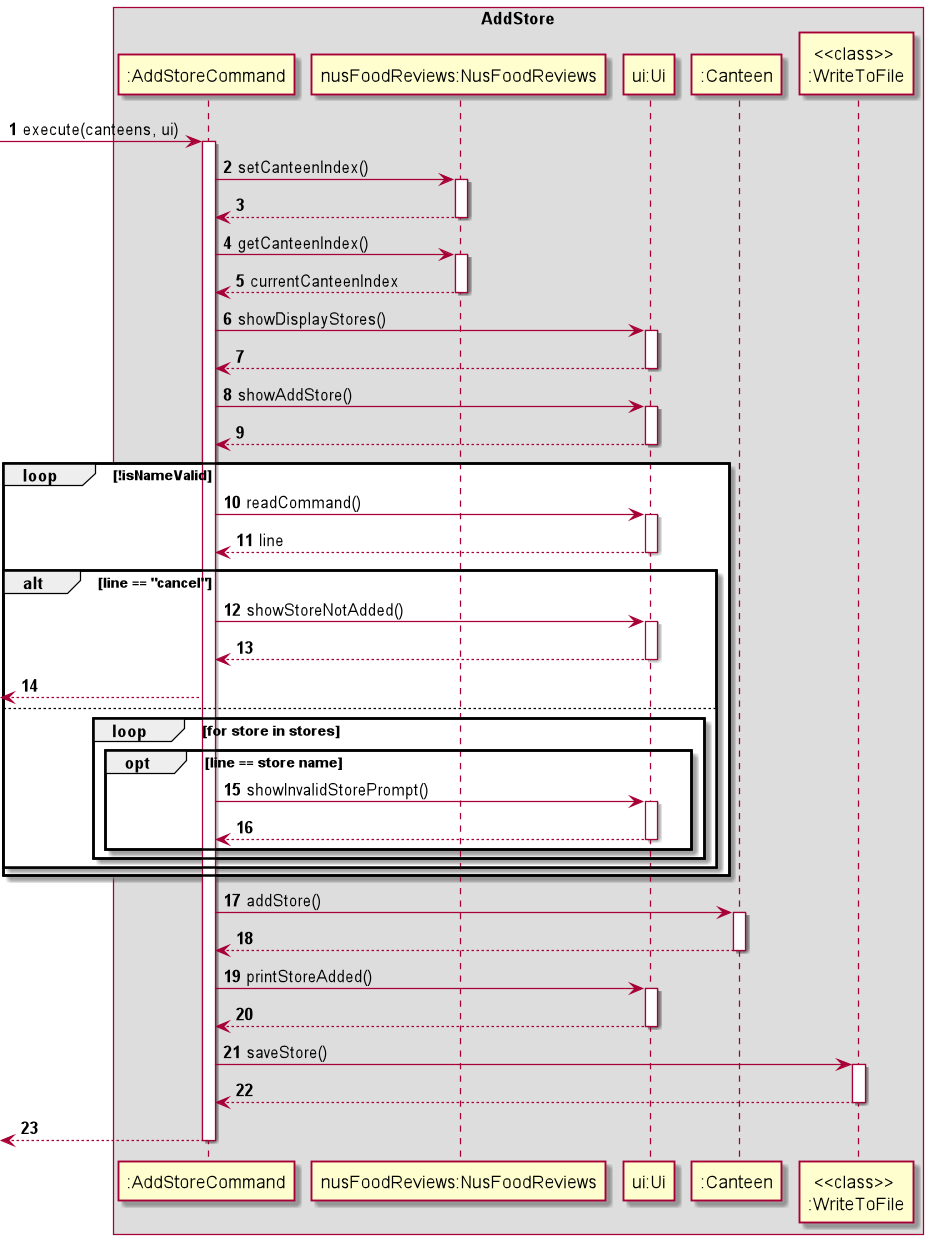 AddStore
:AddStoreCommand
nusFoodReviews:NusFoodReviews
ui:Ui
:Canteen
<<class>>
:WriteToFile
1 execute(canteens, ui)
2 setCanteenIndex()
3
4 getCanteenIndex()
5 currentCanteenIndex
6 showDisplayStores()
7
8 showAddStore()
9
loop [!isNameValid]
10 readCommand()
11 line
alt [line == "cancel"]
12 showStoreNotAdded()
13
14
loop [for store in stores]
opt [line == store name]
15 showInvalidStorePrompt()
16
17 addStore()
18
19 printStoreAdded()
20
21 saveStore()
22
23
:AddStoreCommand
nusFoodReviews:NusFoodReviews
ui:Ui
:Canteen
<<class>>
:WriteToFile